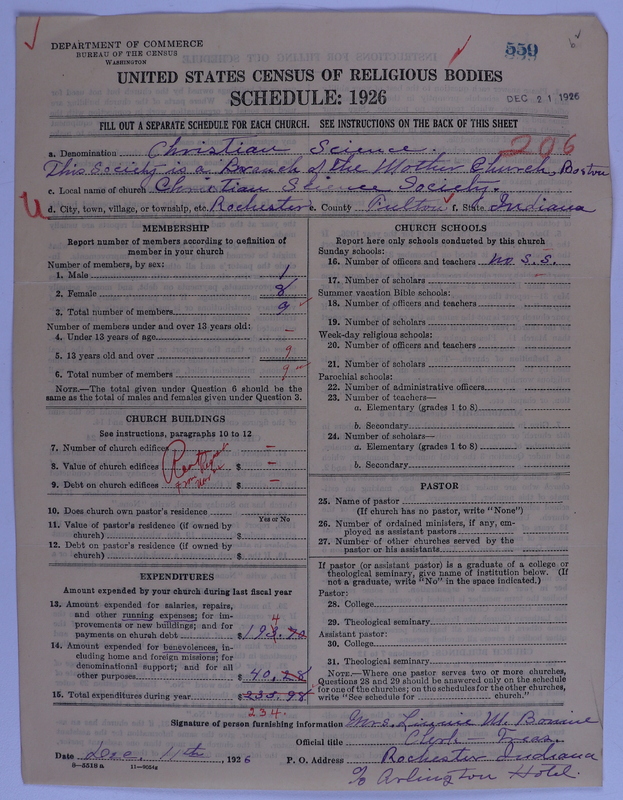 DEPARTMENT OF COMMERCE
BUREAU OF THE CENSUS
WASHINGTON
559
UNITED STATES CENSUS OF RELIGIOUS BODIES
SCHEDULE: 1926
DEC 21 1926
FILL OUT A SEPARATE SCHEDULE FOR EACH CHURCH. SEE INSTRUCTIONS ON THE BACK OF THIS SHEET
206
a. Denomination Christian Science.
This Society is a Branch of the Mother Church, Boston
c. Local name of church Christian Science Society.
d. City, town, village, or township, etc. Rochester e. County Fulton f. State Indiana
MEMBERSHIP
Report number of members according to definition of
member in your church
Number of members by sex:
1. Male 1
2. Female 8
3. Total number of members 9
Number of members under and over 13 years old:
4. Under 13 years of age –
5. 13 years old and over 9
6. Total number of members 9
NOTE.—The total given under Question 6 should be the
same as the total of males and females given under Question 3.
CHURCH BUILDINGS
See instructions, paragraphs 10 to 12
7. Number of church edifices –
8. Value of church edifices $ –
9. Debt on church edifices $ –
10. Does church own pastor's residence
Yes or No
11. Value of pastor's residence (if owned by
church) $
12. Debt on pastor's residence (if owned by
church) $
EXPENDITURES
Amount expended by your church during last fiscal year
13. Amount expended for salaries, repairs,
and other running expenses; for im-
provements or new buildings; and for
payments on church debt $
14. Amount expended for benevolences, in-
cluding home and foreign missions; for
denominational support; and for all
other purposes $ 40.
15. Total expenditures during year $
234.
CHURCH SCHOOLS
Report here only schools conducted by this church
Sunday schools:
16. Number of officers and teachers no S. S.
17. Number of scholars –
Summer vacation Bible schools:
18. Number of officers and teachers
19. Number of scholars
Week-day religious schools:
20. Number of officers and teachers
21. Number of scholars
Parochial schools:
22. Number of administrative officers
23. Number of teachers—
a. Elementary (grades 1 to 8)
b. Secondary
24. Number of scholars—
a. Elementary (grades 1 to 8)
b. Secondary
PASTOR
25. Name of pastor
(If church has no pastor, write "None")
26. Number of ordained ministers, if any, em-
ployed as assistant pastors
27. Number of other churches served by the
pastor or his assistants
If pastor (or assistant pastor) is a graduate of a college or
theological seminary, give name of institution below. (If
not a graduate, write "No" in the space indicated.)
Pastor:
28. College
29. Theological seminary
Assistant pastor:
30. College
31. Theological seminary
NOTE.—Where one pastor serves two or more churches,
Questions 28 and 29 should be answered only on the schedule
for one of the churches; on the schedules for the other churches,
write "See schedule for church."
Signature of person furnishing information Mrs. M.
Official title Clerk – Treas.
Date Dec. 11th, 1926 P. O. Address Rochester Indiana
8—5518 a 11—9054
c/o Arlington Hotel.